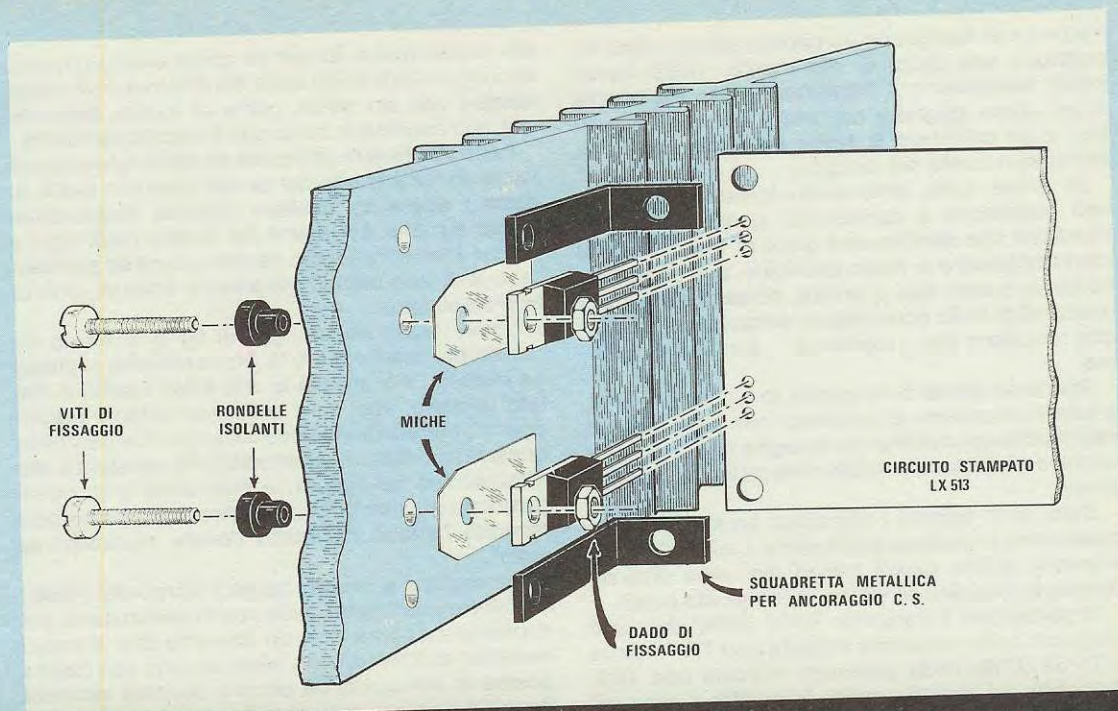 VITI DI
FISSAGGIO
RONDELLE
ISOLANTI
MICHE
CIRCUITO STAMPATO
LX 513
SQUADRETTA METALLICA
PER ANCORAGGIO C. S.
DADO DI
FISSAGGIO